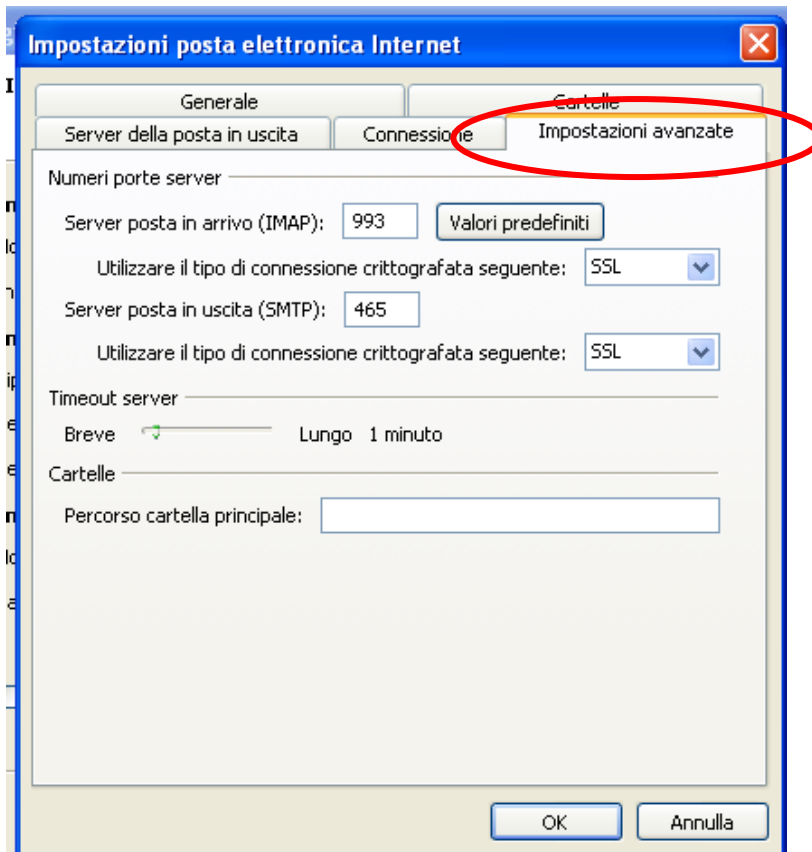 Impostazioni posta elettronica Internet
Generale Cartelle
Server della posta in uscita Connessione Impostazioni avanzate
Numeri porte server
Server posta in arrivo (IMAP): 993 Valori predefiniti
Utilizzare il tipo di connessione crittografata seguente: SSL
Server posta in uscita (SMTP): 465
Utilizzare il tipo di connessione crittografata seguente: SSL
Timeout server
Breve Lungo 1 minuto
Cartelle
Percorso cartella principale:
OK Annulla